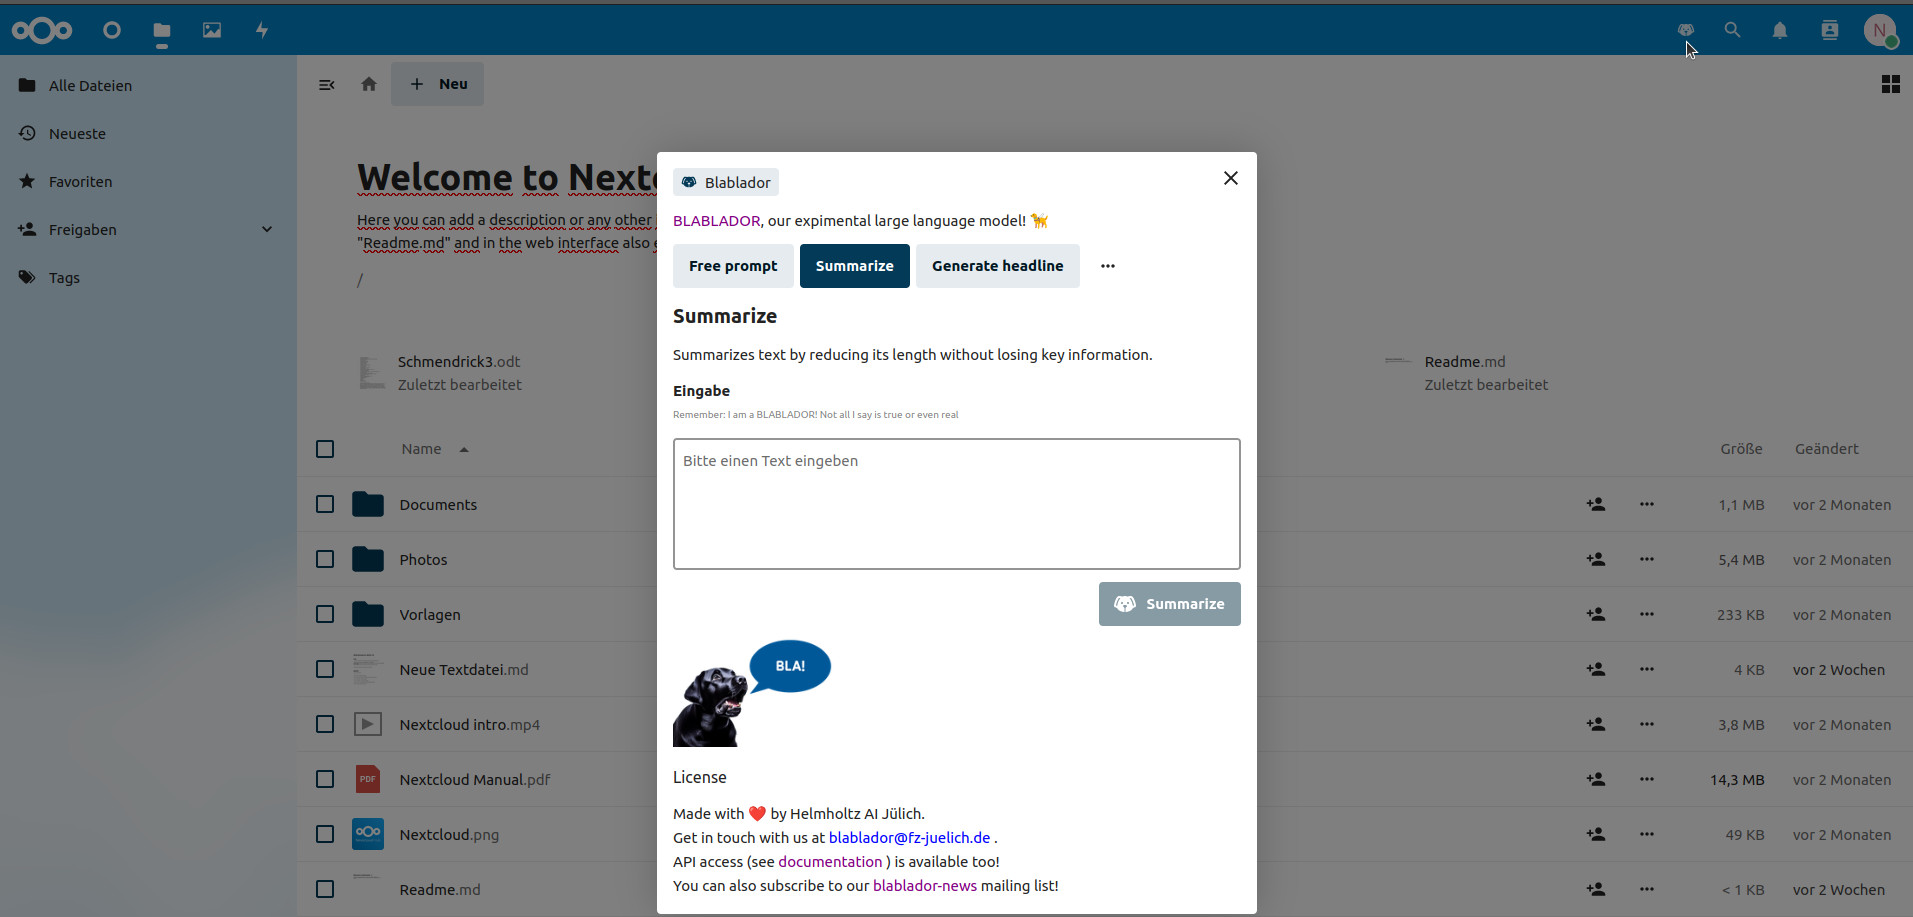 N
Alle Dateien
Neueste
Favoriten
Freigaben
Tags
Neu
Welcome to Nextc
Here you can add a description or any other
"Readme.md" and in the web interface also e
/
Schmendrick3.odt
Zuletzt bearbeitet
Readme.md
Zuletzt bearbeitet
Name
Größe
Geändert
Documents
1,1 MB
vor 2 Monaten
Photos
5,4 MB
vor 2 Monaten
Vorlagen
233 KB
vor 2 Monaten
Neue Textdatei.md
4 KB
vor 2 Wochen
Nextcloud intro.mp4
3,8 MB
vor 2 Monaten
PDF
Nextcloud Manual.pdf
14,3 MB
vor 2 Monaten
Nextcloud.png
49 KB
vor 2 Monaten
Readme.md
< 1 KB
vor 2 Wochen
Blablador
BLABLADOR, our expimental large language model! 🦮
Free prompt
Summarize
Generate headline
Summarize
Summarizes text by reducing its length without losing key information.
Eingabe
Remember: I am a BLABLADOR! Not all I say is true or even real
Bitte einen Text eingeben
Summarize
BLA!
License
Made with ❤️ by Helmholtz AI Jülich.
Get in touch with us at blablador@fz-juelich.de .
API access (see documentation ) is available too!
You can also subscribe to our blablador-news mailing list!